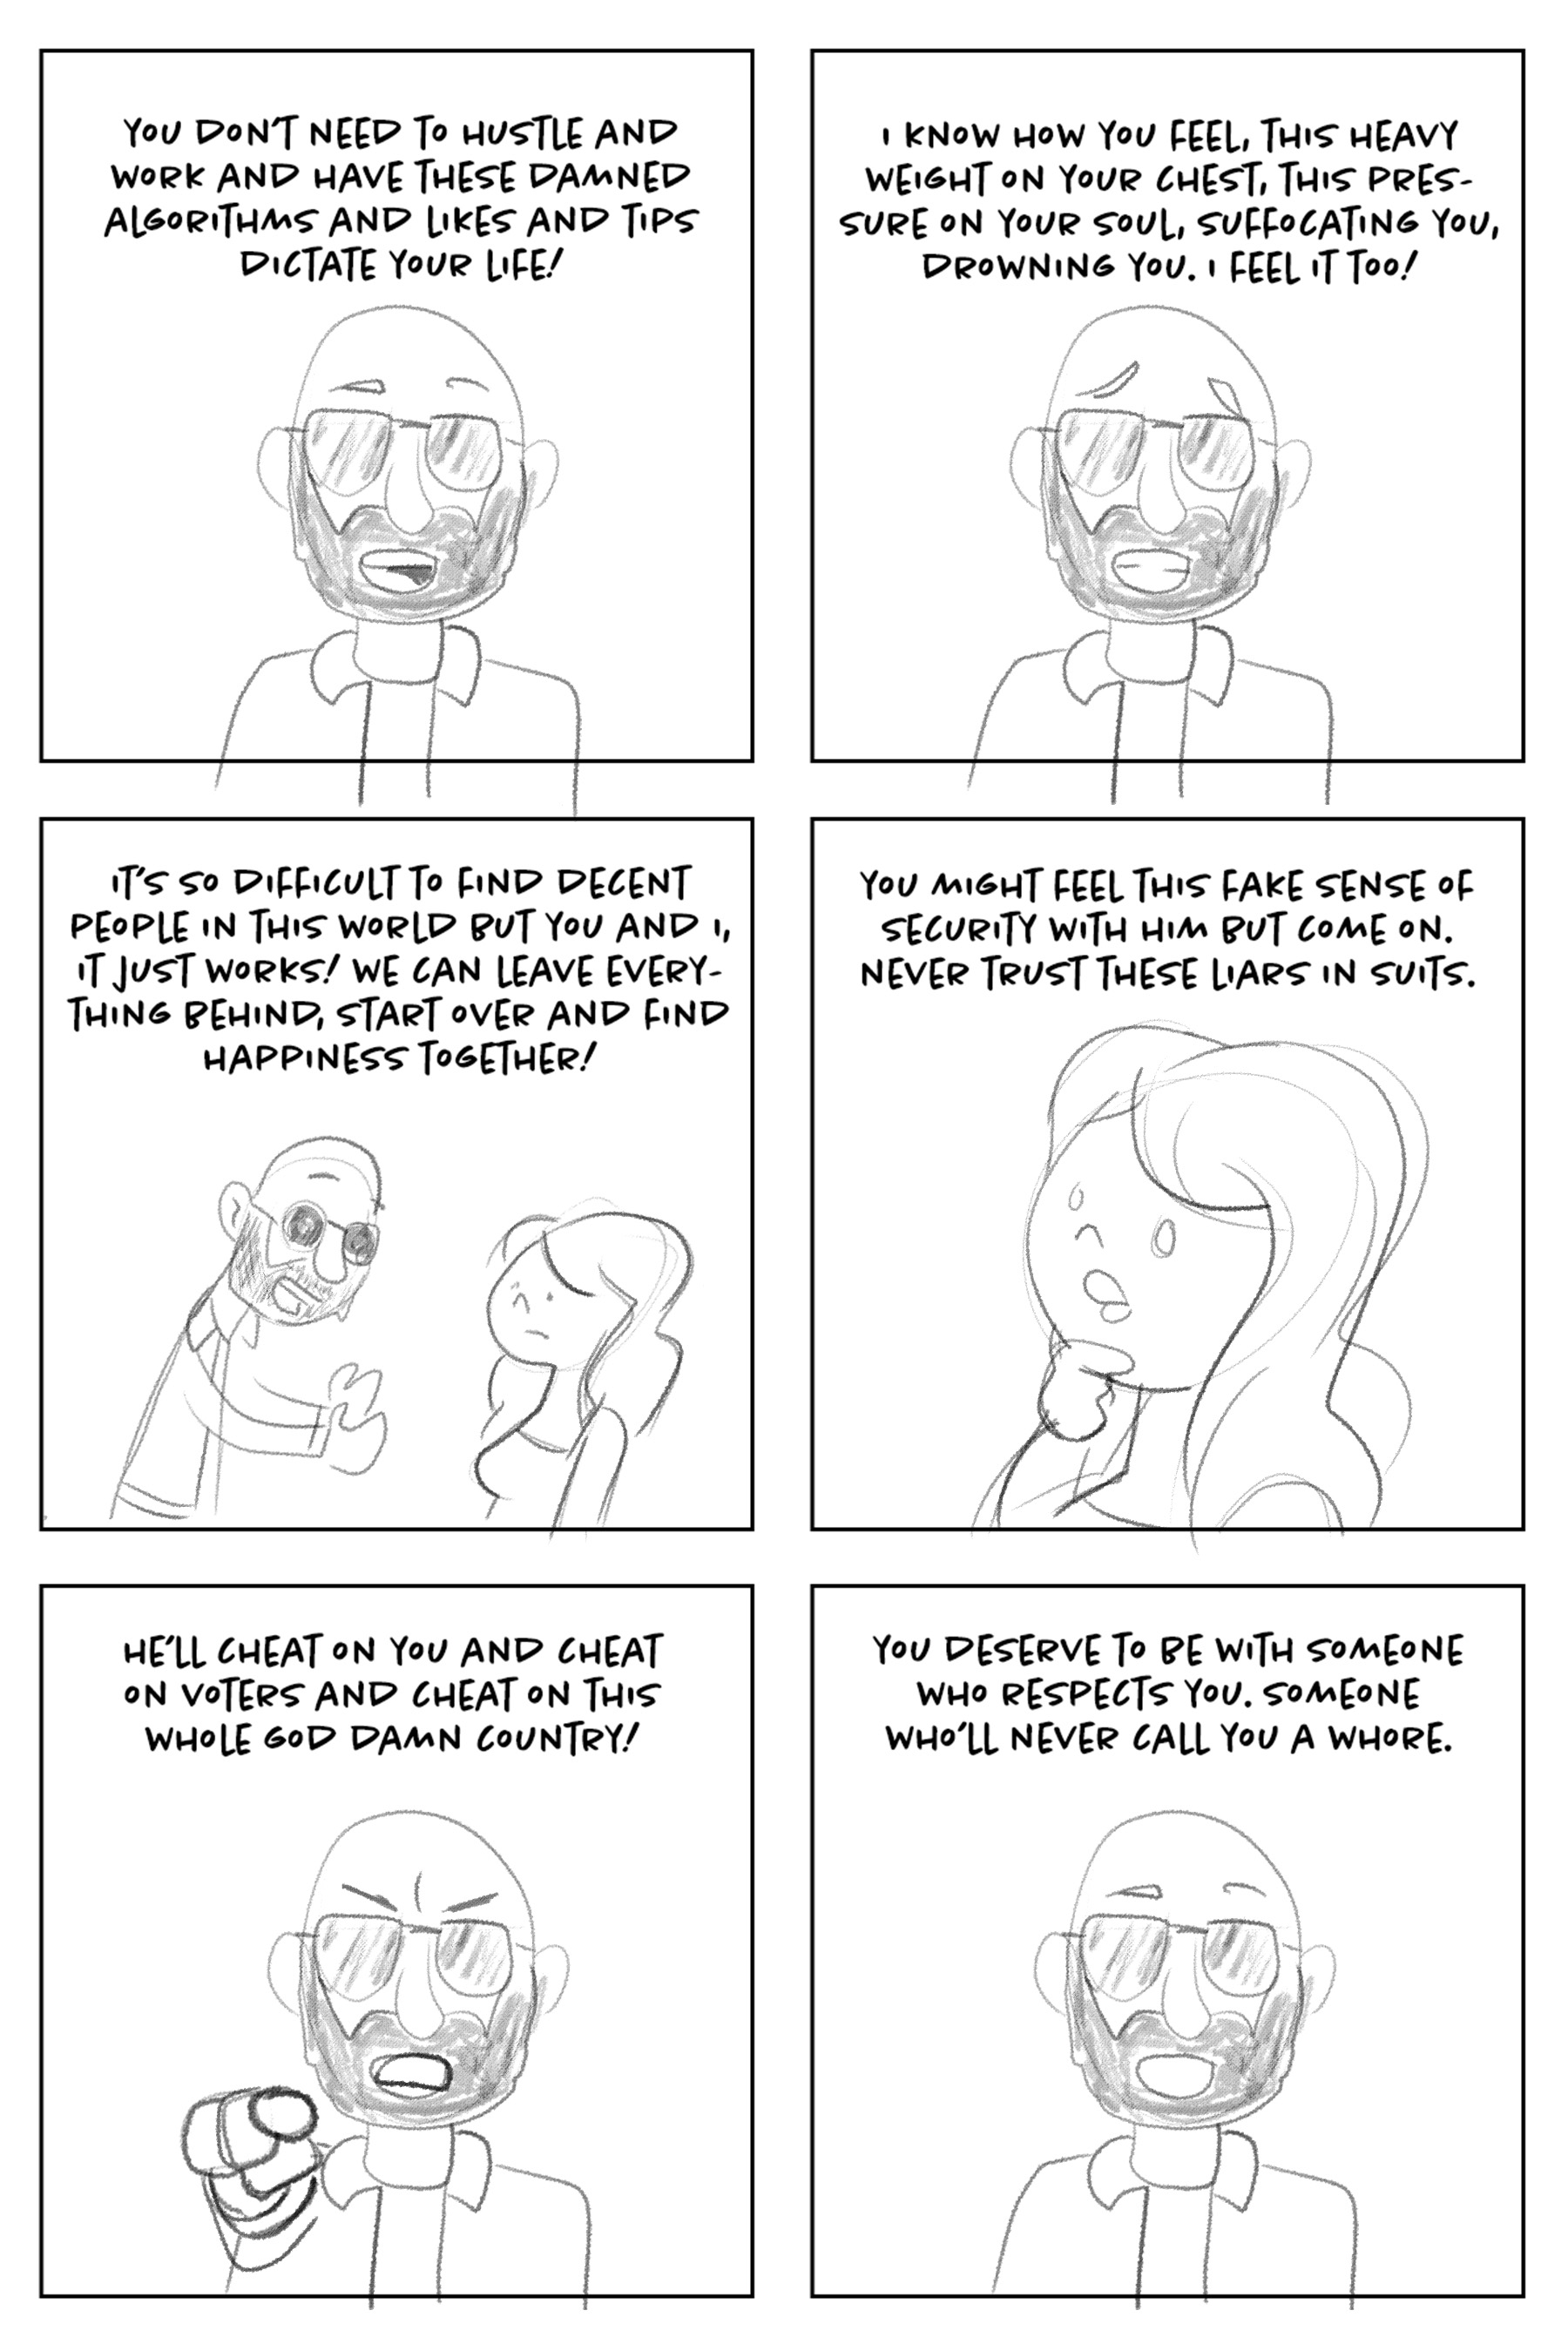 YOU DON'T NEED TO HUSTLE AND
WORK AND HAVE THESE DAMNED
ALGORITHMS AND LIKES AND TIPS
DICTATE YOUR LIFE!
I KNOW HOW YOU FEEL, THIS HEAVY
WEIGHT ON YOUR CHEST, THIS PRES-
SURE ON YOUR SOUL, SUFFOCATING YOU,
DROWNING YOU. I FEEL IT TOO!
IT'S SO DIFFICULT TO FIND DECENT
PEOPLE IN THIS WORLD BUT YOU AND I,
IT JUST WORKS! WE CAN LEAVE EVERY-
THING BEHIND, START OVER AND FIND
HAPPINESS TOGETHER!
YOU MIGHT FEEL THIS FAKE SENSE OF
SECURITY WITH HIM BUT COME ON.
NEVER TRUST THESE LIARS IN SUITS.
HE'LL CHEAT ON YOU AND CHEAT
ON VOTERS AND CHEAT ON THIS
WHOLE GOD DAMN COUNTRY!
YOU DESERVE TO BE WITH SOMEONE
WHO RESPECTS YOU. SOMEONE
WHO'LL NEVER CALL YOU A WHORE.